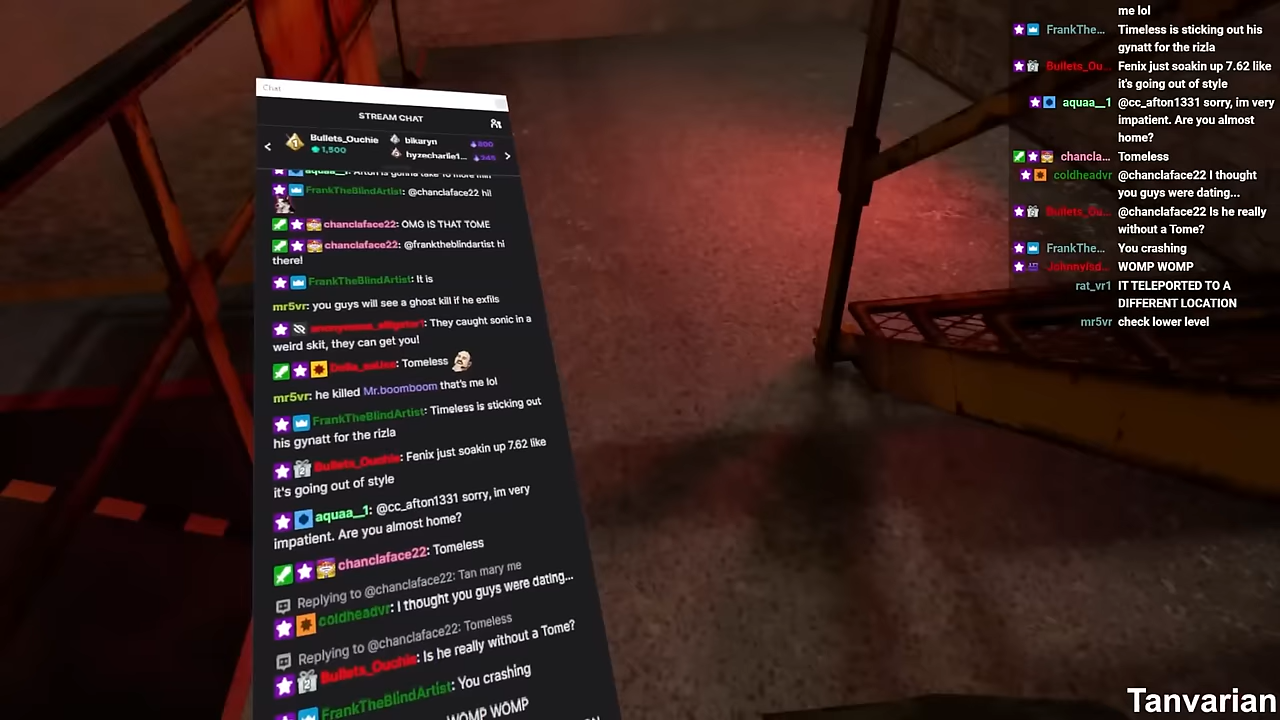 Chat
STREAM CHAT
Bullets_Ouchie
1,500
bikaryn
200
hyzecharlie1...
345
FrankTheBlindArtist: @chanclaface22 hi!
chanclaface22: OMG IS THAT TOME
chanclaface22: @franktheblindartist hi
there!
FrankTheBlindArtist: It is
mr5vr: you guys will see a ghost kill if he exfils
They caught sonic in a
weird skit, they can get you!
Tomeless
mr5vr: he killed Mr.boomboom that's me lol
FrankTheBlindArtist: Timeless is sticking out
his gynatt for the rizla
Bullets_Ouchie: Fenix just soakin up 7.62 like
it's going out of style
aquaa__1: @cc_afton1331 sorry, im very
impatient. Are you almost home?
chanclaface22: Tomeless
Replying to @chanclaface22: Tan mary me
coldheadvr: I thought you guys were dating...
Replying to @chanclaface22: Tomeless
Bullets_Ouchie: Is he really without a Tome?
FrankTheBlindArtist: You crashing
WOMP WOMP
me lol
FrankThe... Timeless is sticking out his
gynatt for the rizla
Bullets_Ou... Fenix just soakin up 7.62 like
it's going out of style
aquaa__1 @cc_afton1331 sorry, im very
impatient. Are you almost
home?
chancla... Tomeless
coldheadvr @chanclaface22 I thought
you guys were dating...
Bullets_Ou... @chanclaface22 Is he really
without a Tome?
FrankThe... You crashing
Johnnyisd... WOMP WOMP
rat_vr1 IT TELEPORTED TO A
DIFFERENT LOCATION
mr5vr check lower level
Tanvarian